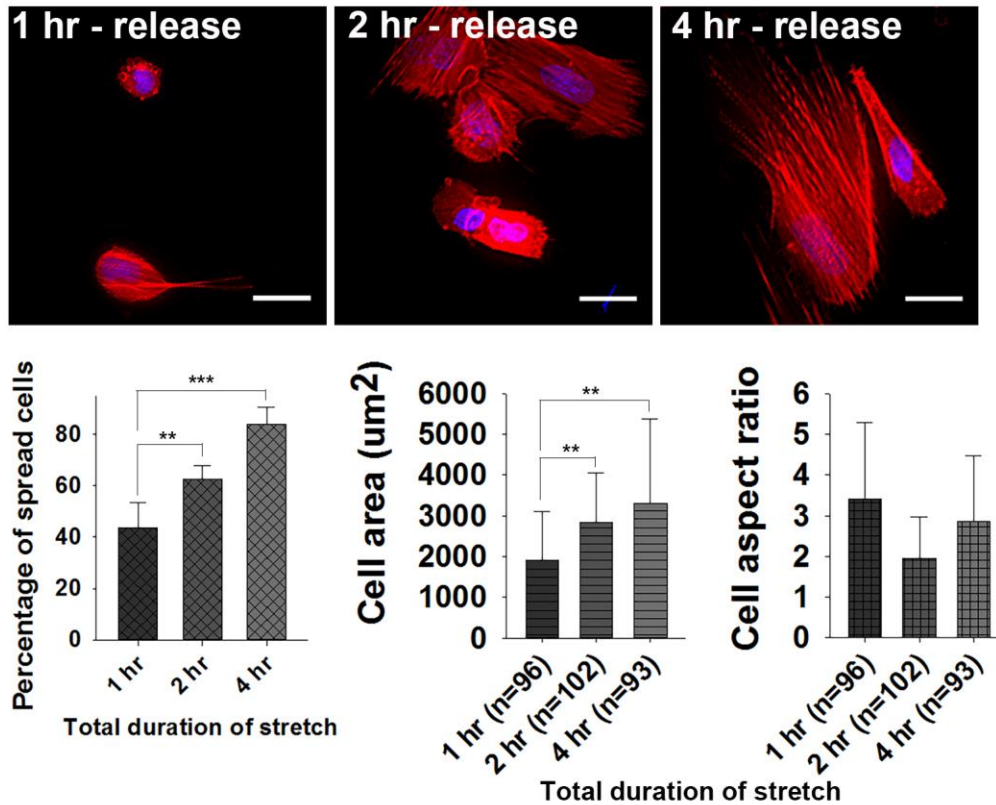 1 hr - release
2 hr - release
4 hr - release
Percentage of spread cells
80
60
40
20
0
***
**
1 hr
2 hr
4 hr
Total duration of stretch
Cell area (um²)
6000
5000
4000
3000
2000
1000
0
**
**
1 hr (n=96)
2 hr (n=102)
4 hr (n=93)
Cell aspect ratio
6
5
4
3
2
1
0
1 hr (n=96)
2 hr (n=102)
4 hr (n=93)
Total duration of stretch